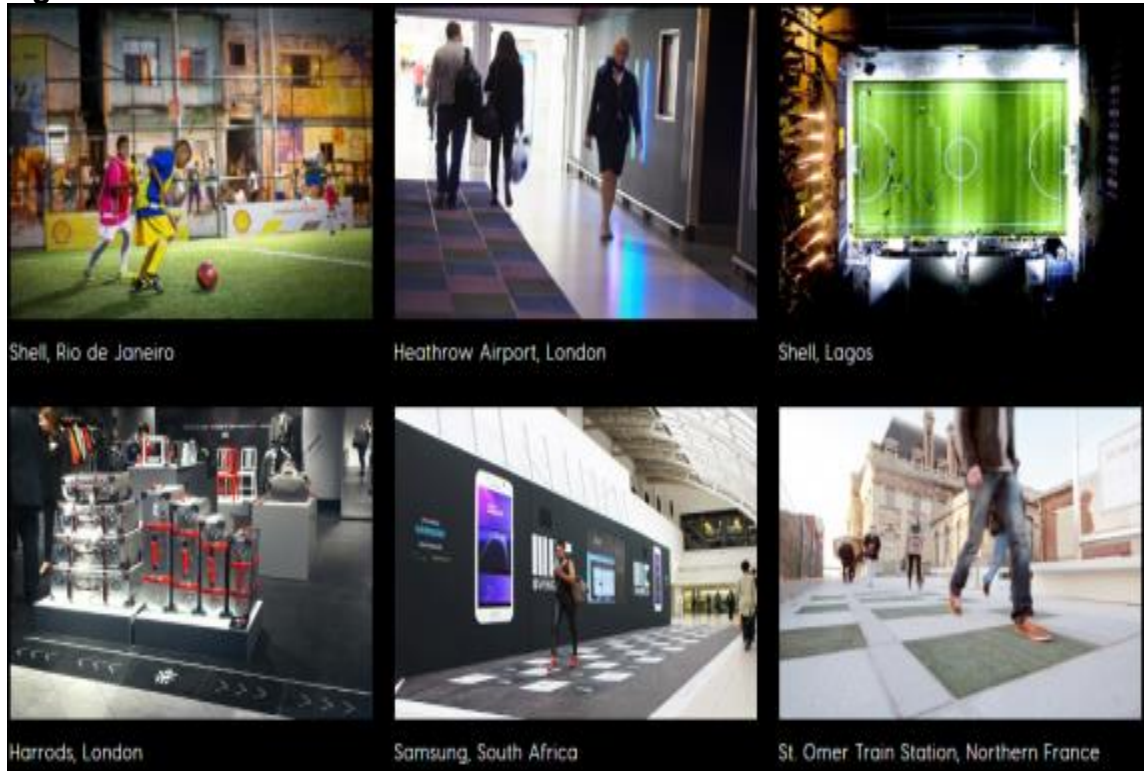 Shell, Rio de Janeiro
Heathrow Airport, London
Shell, Lagos
Harrods, London
Samsung, South Africa
St. Omer Train Station, Northern France